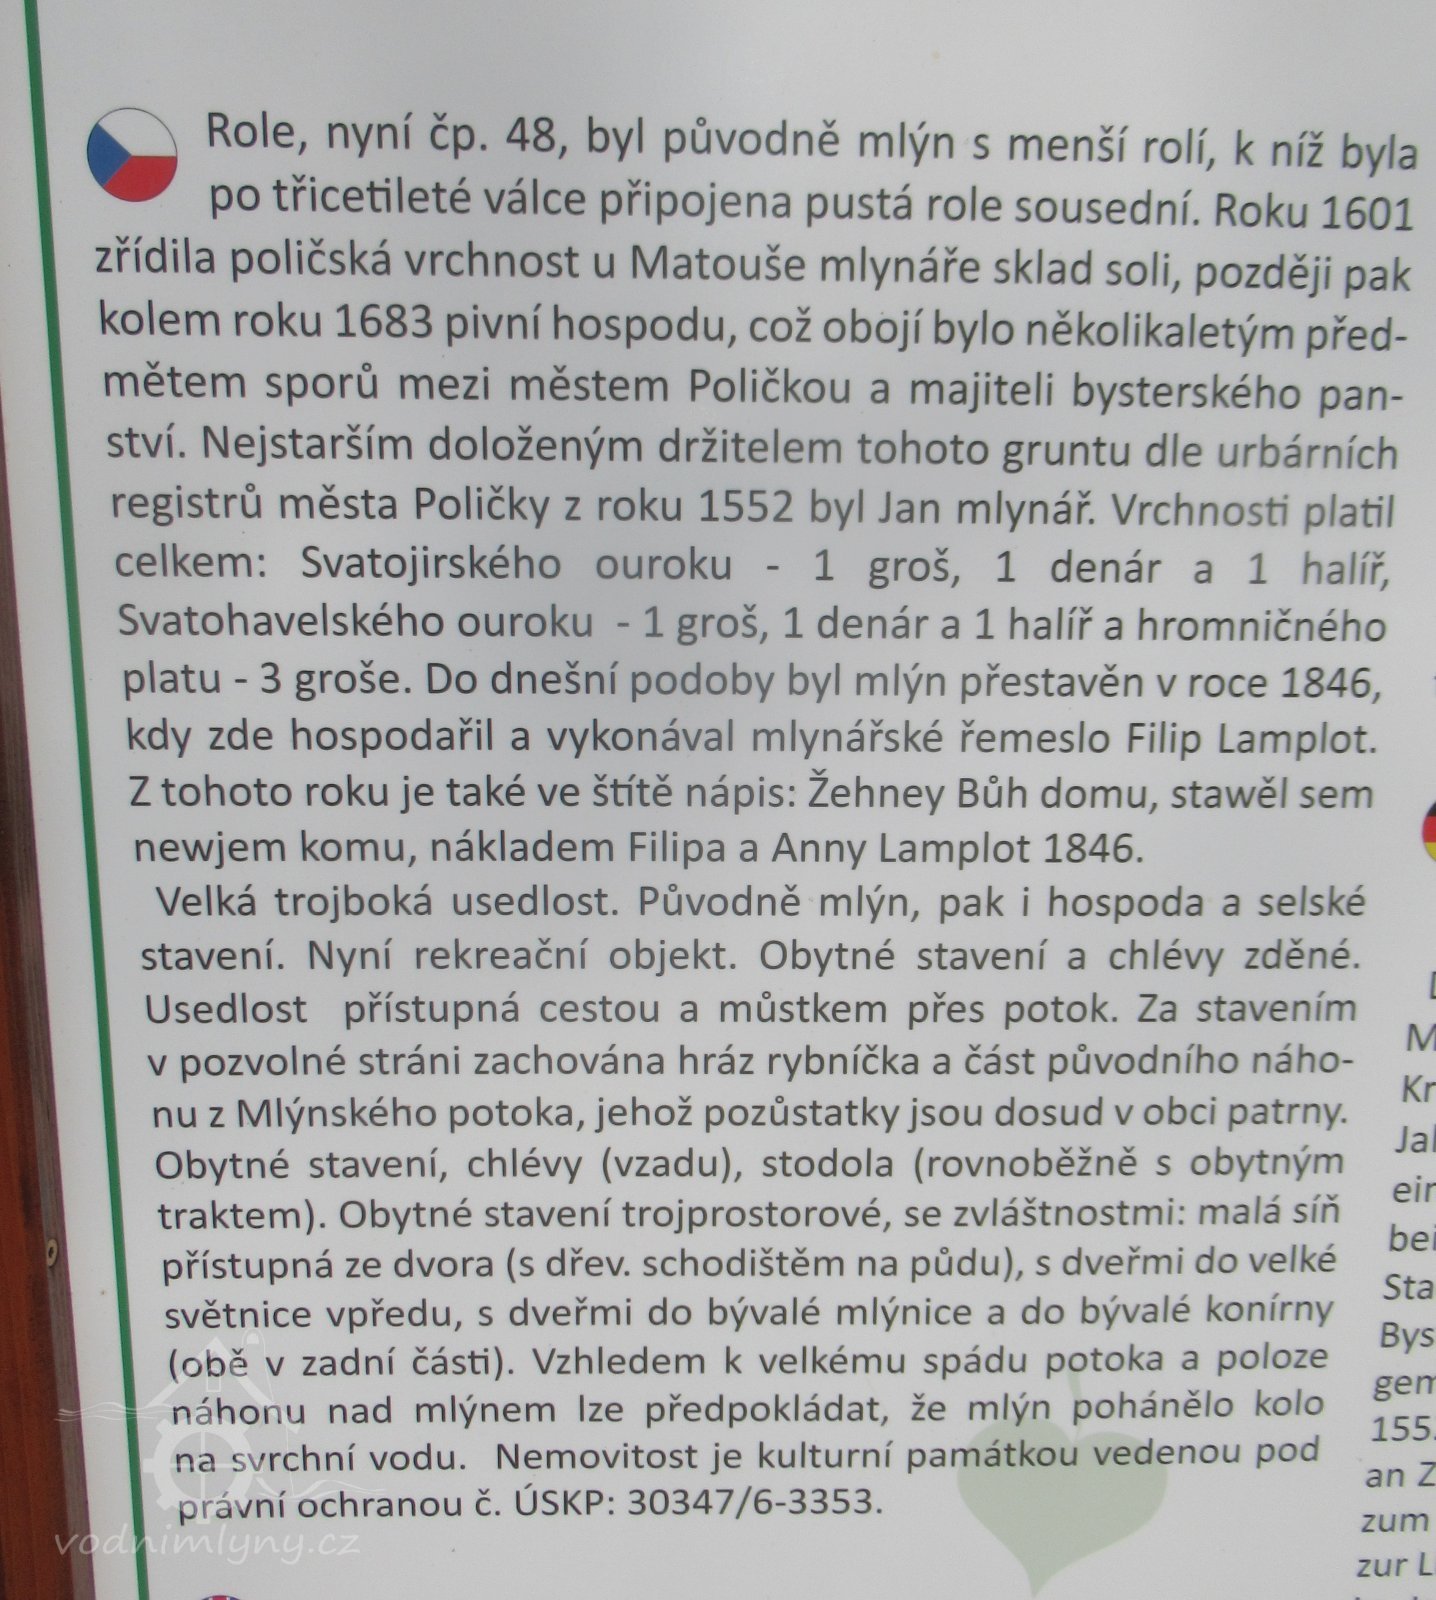 Role, nyní čp. 48, byl původně mlýn s menší rolí, k níž byla
po třicetileté válce připojena pustá role sousední. Roku 1601
zřídila poličská vrchnost u Matouše mlynáře sklad soli, později pak
kolem roku 1683 pivní hospodu, což obojí bylo několikaletým před-
mětem sporů mezi městem Poličkou a majiteli bysterského pan-
ství. Nejstarším doloženým držitelem tohoto gruntu dle urbárních
registrů města Poličky z roku 1552 byl Jan mlynář. Vrchnosti platil
celkem: Svatojirského ouroku - 1 groš, 1 denár a 1 halíř,
Svatohavelského ouroku - 1 groš, 1 denár a 1 halíř a hromničného
platu - 3 groše. Do dnešní podoby byl mlýn přestavěn v roce 1846,
kdy zde hospodařil a vykonával mlynářské řemeslo Filip Lamplot.
Z tohoto roku je také ve štítě nápis: Žehney Bůh domu, stawěl sem
newjem komu, nákladem Filipa a Anny Lamplot 1846.
Velká trojboká usedlost. Původně mlýn, pak i hospoda a selské
stavení. Nyní rekreační objekt. Obytné stavení a chlévy zděné.
Usedlost přístupná cestou a můstkem přes potok. Za stavením
v pozvolné stráni zachována hráz rybníčka a část původního náho-
nu z Mlýnského potoka, jehož pozůstatky jsou dosud v obci patrny.
Obytné stavení, chlévy (vzadu), stodola (rovnoběžně s obytným
traktem). Obytné stavení trojprostorové, se zvláštnostmi: malá síň
přístupná ze dvora (s dřev. schodištěm na půdu), s dveřmi do velké
světnice vpředu, s dveřmi do bývalé mlýnice a do bývalé konírny
(obě v zadní části). Vzhledem k velkému spádu potoka a poloze
náhonu nad mlýnem lze předpokládat, že mlýn pohánělo kolo
na svrchní vodu. Nemovitost je kulturní památkou vedenou pod
právní ochranou č. ÚSKP: 30347/6-3353.
vodnimlyny.cz
M
Kr
Jal
ein
bei
Sta
Bys
gem
155
an Z
zum
zur L